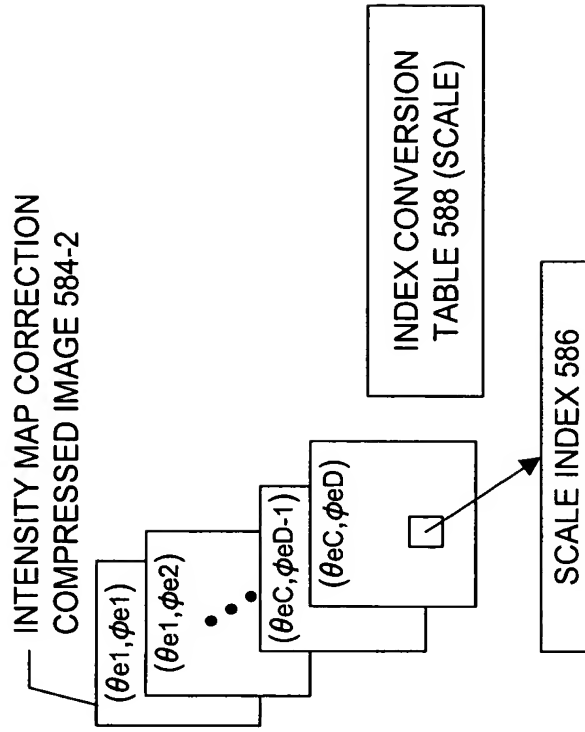 INTENSITY MAP CORRECTION
COMPRESSED IMAGE 584-2
(θe1,ϕe1)
(θe1,ϕe2)
(θeC,ϕeD-1)
(θeC,ϕeD)
INDEX CONVERSION
TABLE 588 (SCALE)
SCALE INDEX 586